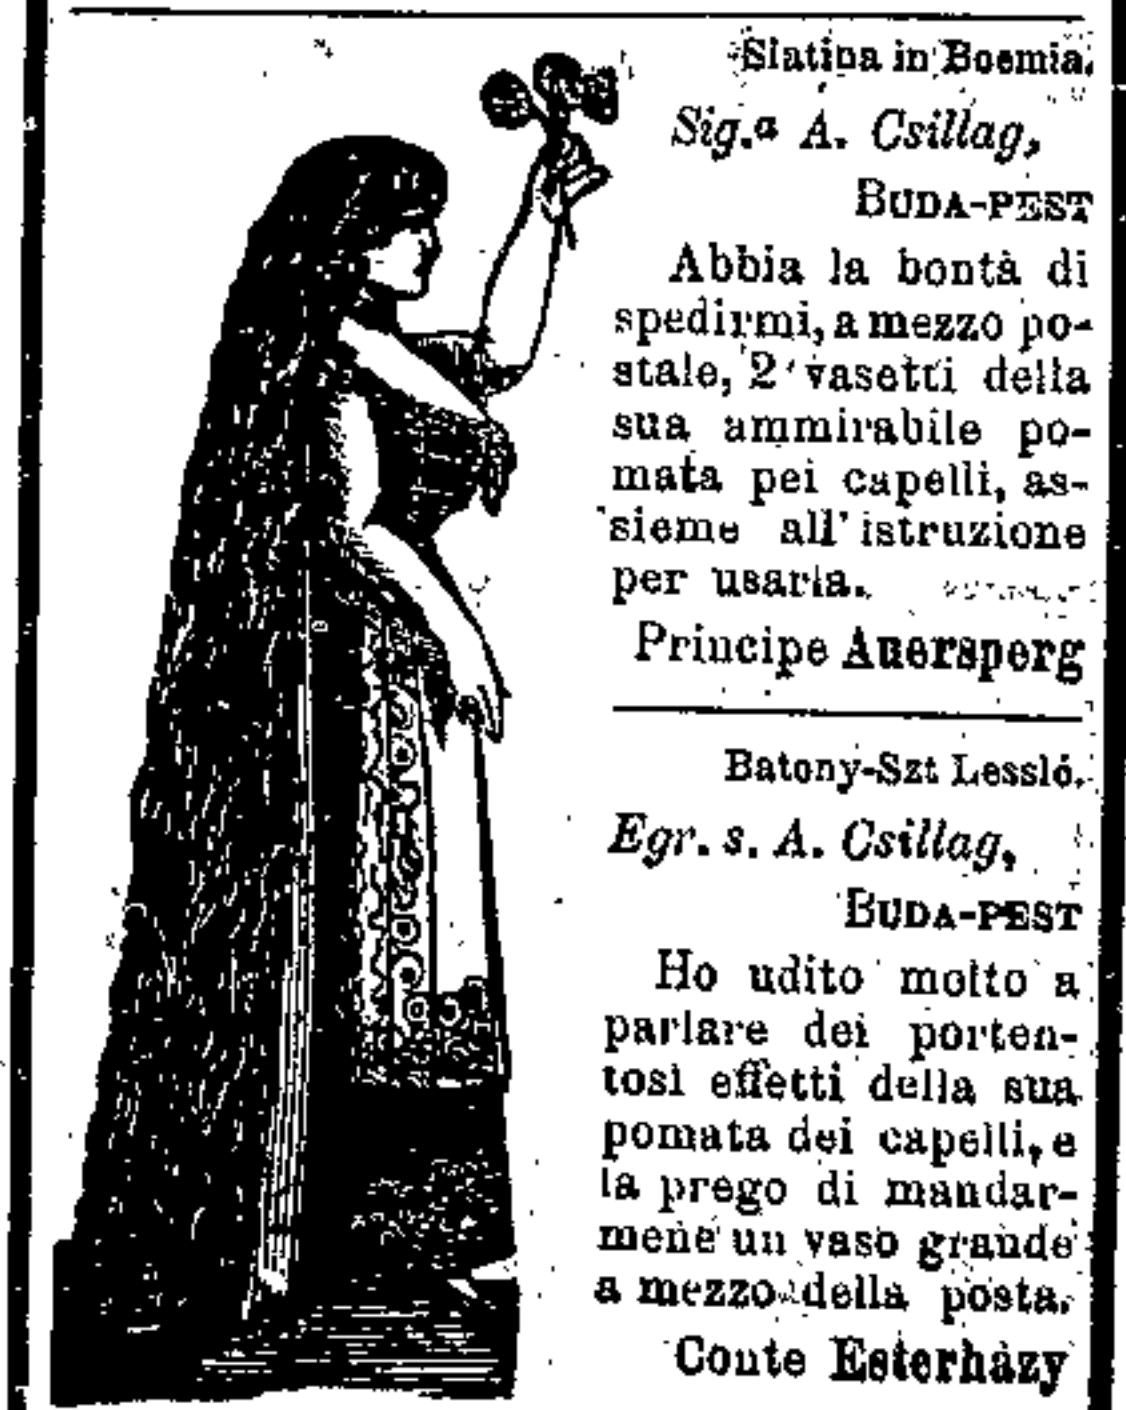 Slatina in Boemia.
Sig.ª A. Csillag,
BUDA-PEST
Abbia la bontà di
spedirmi, a mezzo po-
stale, 2 vasetti della
sua ammirabile po-
mata pei capelli, as-
sieme all'istruzione
per usarla.
Principe Auersperg
Batony-Szt Lessló.
Egr. s. A. Csillag,
BUDA-PEST
Ho udito molto a
parlare dei porten-
tosi effetti della sua
pomata dei capelli, e
la prego di mandar-
mene un vaso grande
a mezzo della posta.
Conte Esterházy